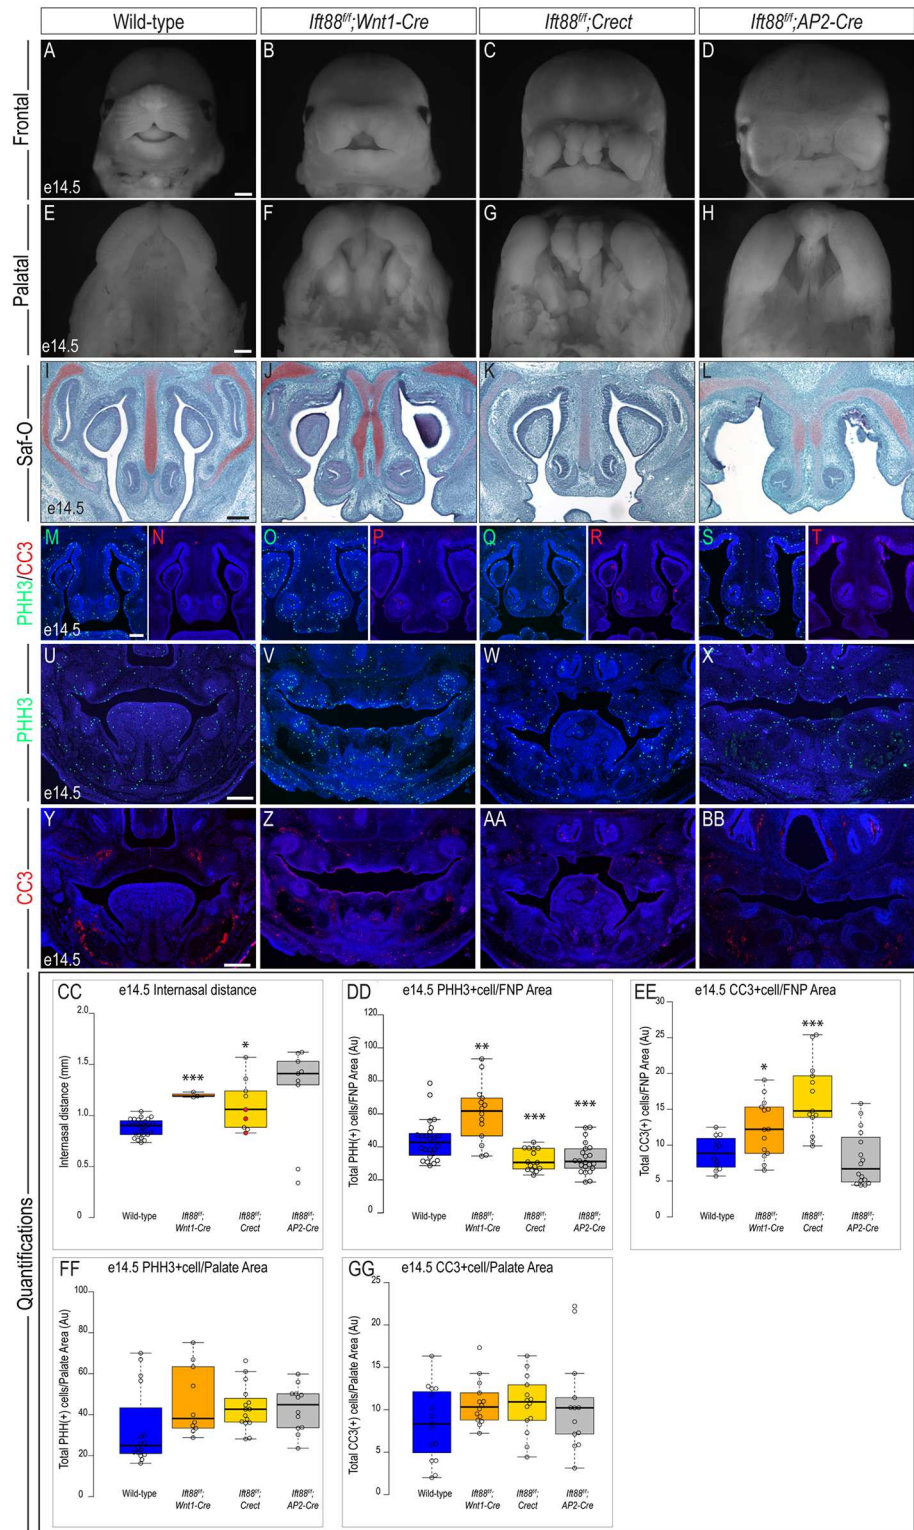 Wild-type
Ift88f/f;Wnt1-Cre
Ift88f/f;Crect
Ift88f/f;AP2-Cre
Frontal
A
B
C
D
e14.5
Palatal
E
F
G
H
e14.5
Saf-O
I
J
K
L
e14.5
PHH3/CC3
M
N
O
P
Q
R
S
T
e14.5
PHH3
U
V
W
X
e14.5
CC3
Y
Z
AA
BB
e14.5
Quantifications
CC
e14.5 Internasal distance
Internasal distance (mm)
2.0
1.5
1.0
0.5
0.0
***
*
Wild-type
Ift88f/f;
Wnt1-Cre
Ift88f/f;
Crect
Ift88f/f;
AP2-Cre
DD
e14.5 PHH3+cell/FNP Area
Total PHH(+) cells/FNP Area (Au)
120
100
80
60
40
20
0
**
***
***
Wild-type
Ift88f/f;
Wnt1-Cre
Ift88f/f;
Crect
Ift88f/f;
AP2-Cre
EE
e14.5 CC3+cell/FNP Area
Total CC3(+) cells/FNP Area (Au)
30
25
20
15
10
5
0
*
***
Wild-type
Ift88f/f;
Wnt1-Cre
Ift88f/f;
Crect
Ift88f/f;
AP2-Cre
FF
e14.5 PHH3+cell/Palate Area
Total PHH(+) cells/Palate Area (Au)
100
80
60
40
20
0
Wild-type
Ift88f/f;
Wnt1-Cre
Ift88f/f;
Crect
Ift88f/f;
AP2-Cre
GG
e14.5 CC3+cell/Palate Area
Total CC3(+) cells/Palate Area (Au)
25
20
15
10
5
0
Wild-type
Ift88f/f;
Wnt1-Cre
Ift88f/f;
Crect
Ift88f/f;
AP2-Cre